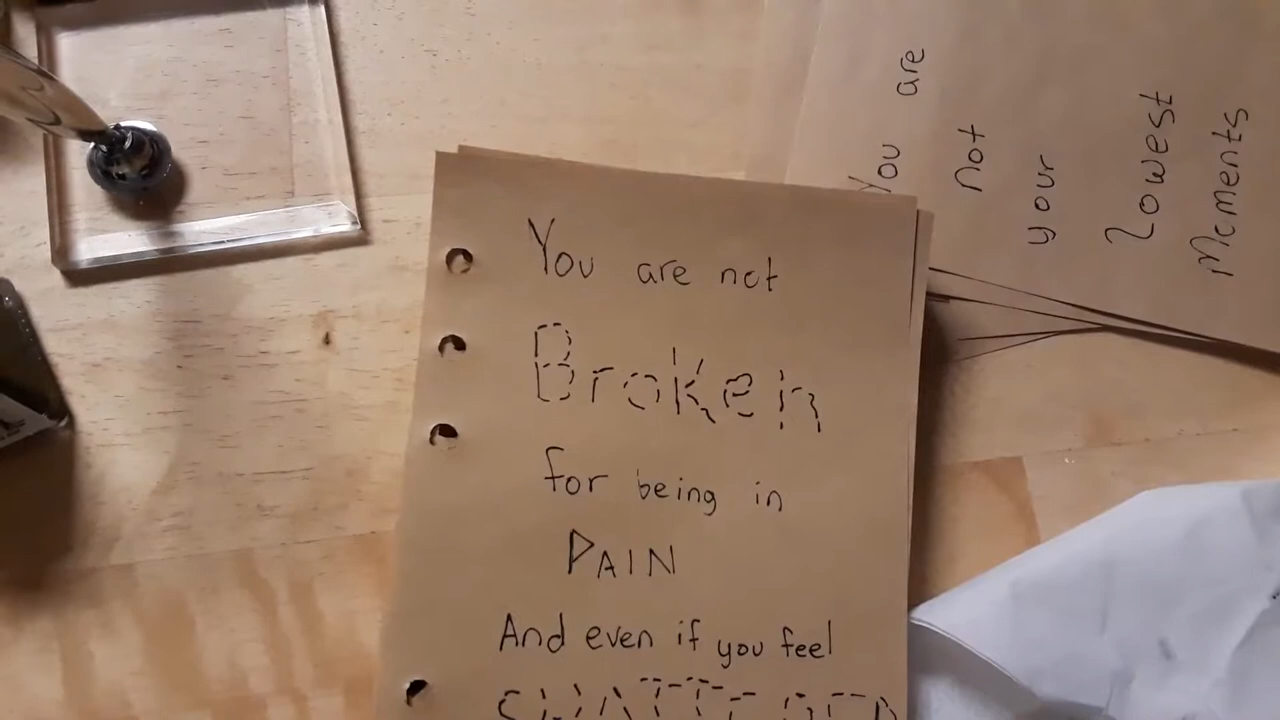 You are not
Broken
for being in
PAIN
And even if you feel
SHATTERED
You are
not
your
Lowest
Moments